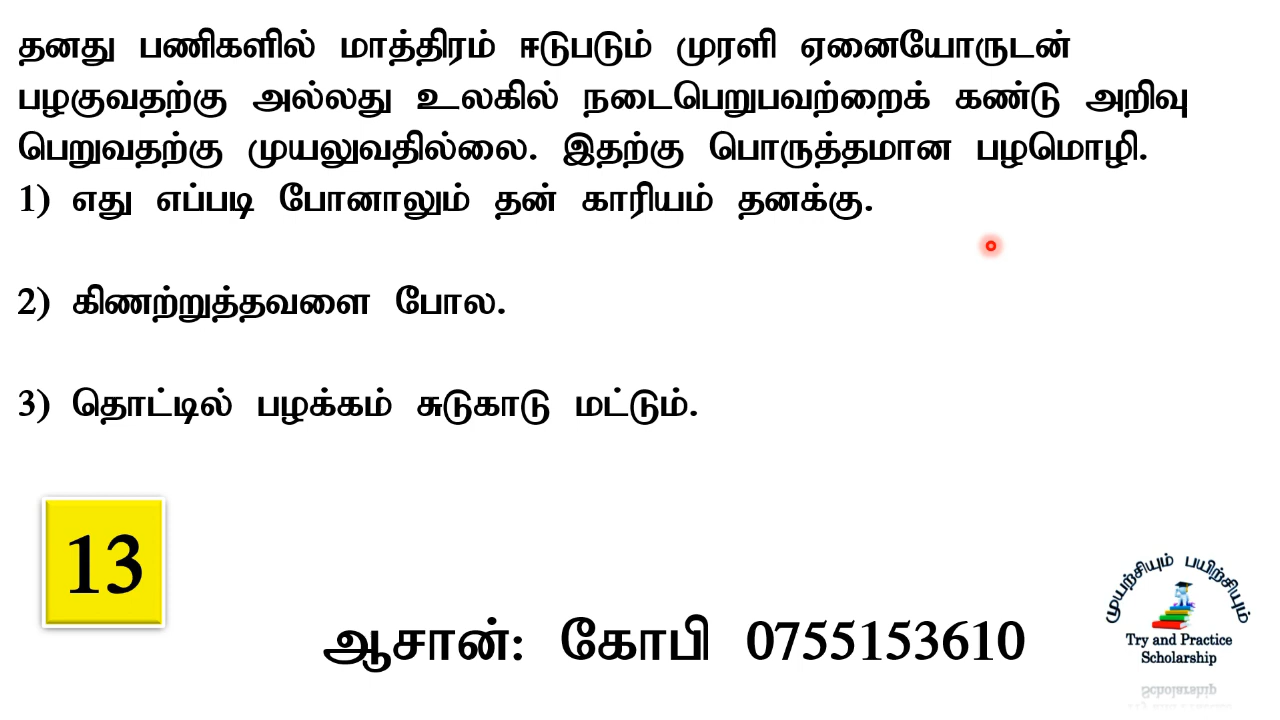 தனது பணிகளில் மாத்திரம் ஈடுபடும் முரளி ஏனையோருடன்
பழகுவதற்கு அல்லது உலகில் நடைபெறுபவற்றைக் கண்டு அறிவு
பெறுவதற்கு முயலுவதில்லை. இதற்கு பொருத்தமான பழமொழி.
1) எது எப்படி போனாலும் தன் காரியம் தனக்கு.
2) கிணற்றுத்தவளை போல.
3) தொட்டில் பழக்கம் சுடுகாடு மட்டும்.
13
ஆசான்: கோபி 0755153610
முயற்சியும் பயிற்சியும்
Try and Practice
Scholarship